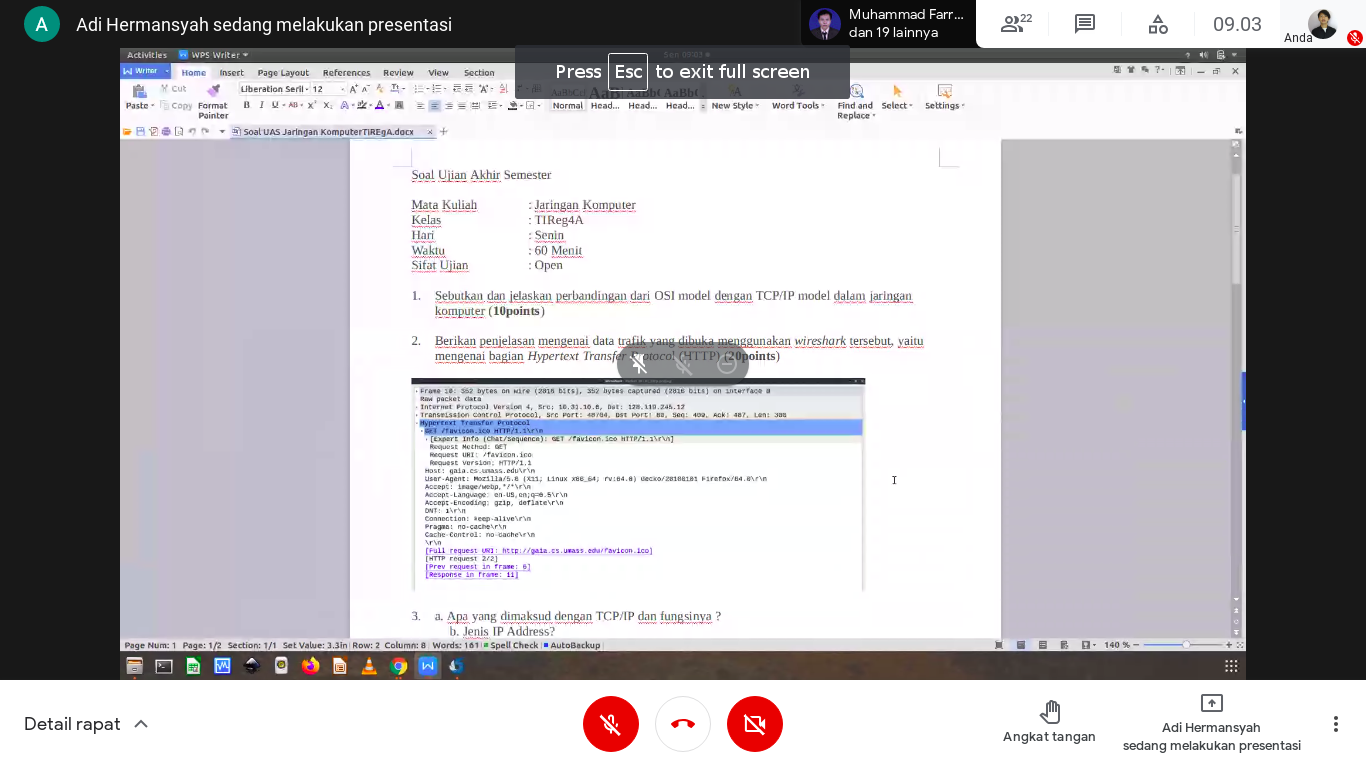 A
Adi Hermansyah sedang melakukan presentasi
Muhammad Farr...
dan 19 lainnya
22
09.03
Anda
Activities
WPS Writer
Press Esc to exit full screen
Writer
Home Insert Page Layout References Review View Section
Paste
Cut
Copy
Format
Painter
Liberation Serif
12
Normal Head... Head... Head...
New Style
Word Tools
Find and
Replace
Select
Settings
Soal UAS Jaringan KomputerTIREgA.docx
Soal Ujian Akhir Semester
Mata Kuliah : Jaringan Komputer
Kelas : TIReg4A
Hari : Senin
Waktu : 60 Menit
Sifat Ujian : Open
1. Sebutkan dan jelaskan perbandingan dari OSI model dengan TCP/IP model dalam jaringan
komputer (10points)
2. Berikan penjelasan mengenai data trafik yang dibuka menggunakan wireshark tersebut, yaitu
mengenai bagian Hypertext Transfer Protocol (HTTP) (20points)
Frame 10: 352 bytes on wire (2816 bits), 352 bytes captured (2816 bits) on interface 0
Raw packet data
Internet Protocol Version 4, Src: 10.31.10.6, Dst: 128.119.245.12
Transmission Control Protocol, Src Port: 40764, Dst Port: 80, Seq: 409, Ack: 487, Len:
Hypertext Transfer Protocol
GET /favicon.ico HTTP/1.1\r\n
[Expert Info (Chat/Sequence): GET /favicon.ico HTTP/1.1\r\n]
Request Method: GET
Request URI: /favicon.ico
Request Version: HTTP/1.1
Host: gaia.cs.umass.edu\r\n
User-Agent: Mozilla/5.0 (X11; Linux x86_64; rv:64.0) Gecko/20100101 Firefox/64.0\r\n
Accept: image/webp,*/*\r\n
Accept-Language: en-US,en;q=0.5\r\n
Accept-Encoding: gzip, deflate\r\n
DNT: 1\r\n
Connection: keep-alive\r\n
Pragma: no-cache\r\n
Cache-Control: no-cache\r\n
\r\n
[Full request URI: http://gaia.cs.umass.edu/favicon.ico]
[HTTP request 2/2]
[Prev request in frame: 6]
[Response in frame: 11]
3. a. Apa yang dimaksud dengan TCP/IP dan fungsinya ?
b. Jenis IP Address?
Page Num: 1 Page: 1/2 Section: 1/1 Set Value: 3.3in Row: 2 Column: 8 Words: 161 Spell Check AutoBackup
140 %
Detail rapat
Angkat tangan
Adi Hermansyah
sedang melakukan presentasi